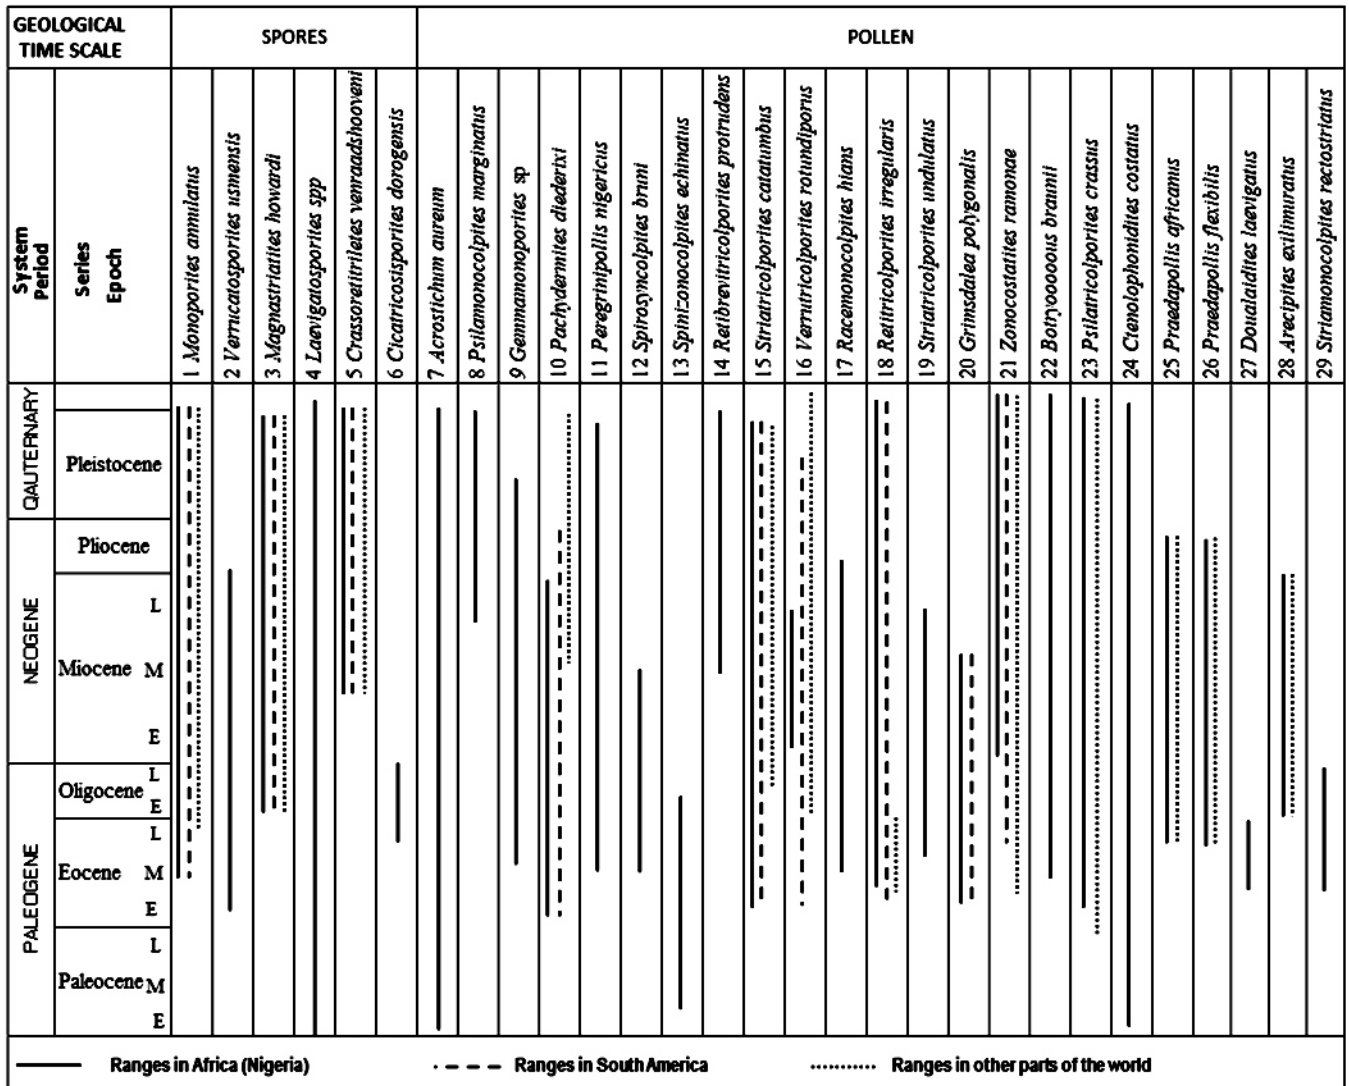 GEOLOGICAL
TIME SCALE
SPORES
POLLEN
System
Period
Series
Epoch
1 Monoporites annulatus
2 Verrucatosporites usmensis
3 Magnastriatites howardi
4 Laevigatosporites spp
5 Crassoretitriletes venraadshooveni
6 Cicatricosisporites dorogensis
7 Acrostichum aureum
8 Psilamonocolpites marginatus
9 Gemmamonoporites sp
10 Pachydermites diederixi
11 Peregrinipollis nigericus
12 Spirosyncolpites bruni
13 Spinizonocolpites echinatus
14 Retibrevitricolporites protrudens
15 Striatricolporites catatumbus
16 Verrutricolporites rotundiporus
17 Racemonocolpites hians
18 Retitricolporites irregularis
19 Striatricolporites undulatus
20 Grimsdalea polygonalis
21 Zonocostatites ramonae
22 Botryooooous braunii
23 Psilatricolporites crassus
24 Ctenolophonidites costatus
25 Praedapollis africanus
26 Praedapollis flexibilis
27 Doualaidites laevigatus
28 Arecipites exilimuratus
29 Striamonocolpites rectostriatus
QAUTERNARY
Pleistocene
NEOGENE
Pliocene
L
Miocene M
E
PALEOGENE
L
Oligocene E
L
Eocene M
E
L
Paleocene M
E
Ranges in Africa (Nigeria)
Ranges in South America
Ranges in other parts of the world